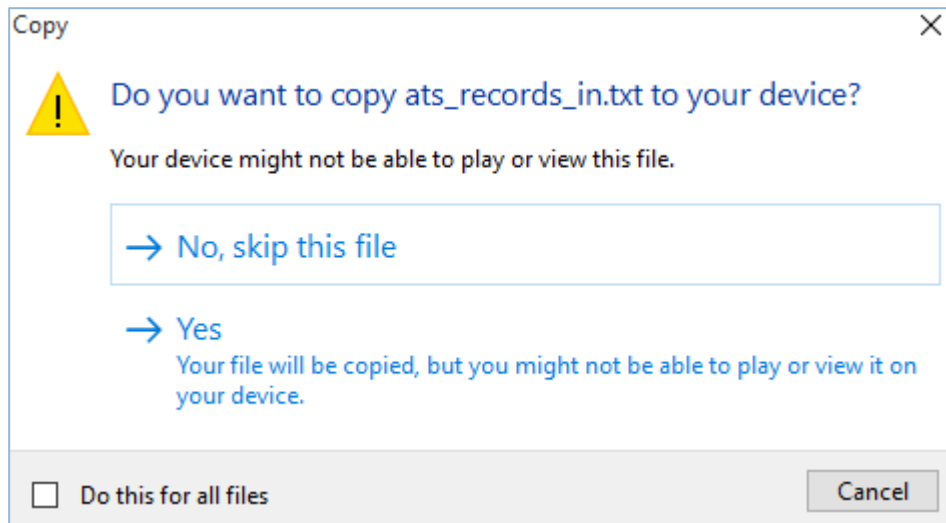 Copy
Do you want to copy ats_records_in.txt to your device?
Your device might not be able to play or view this file.
No, skip this file
Yes
Your file will be copied, but you might not be able to play or view it on
your device.
Do this for all files
Cancel